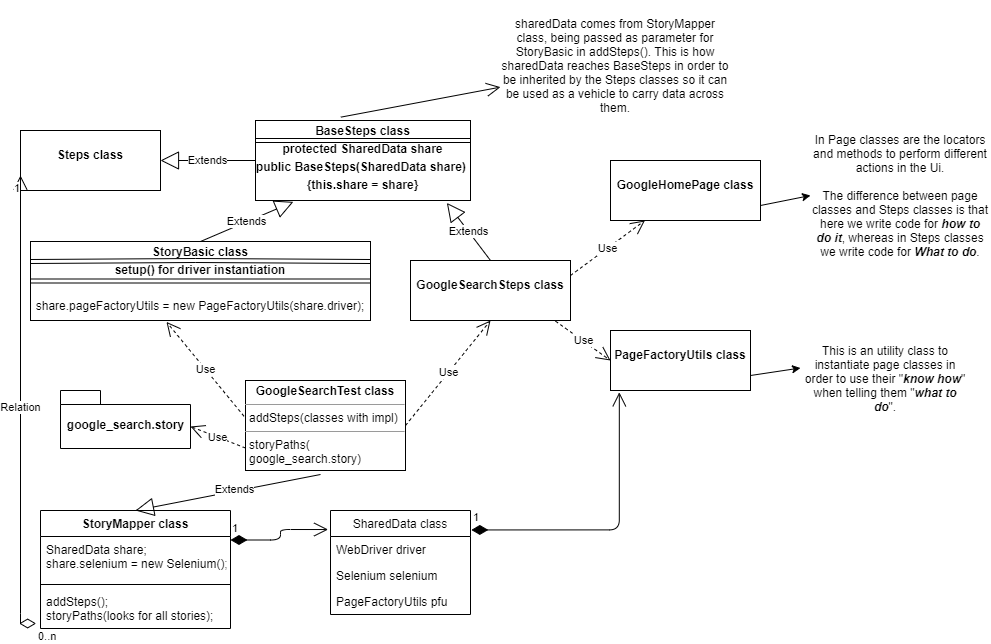 sharedData comes from StoryMapper
class, being passed as parameter for
StoryBasic in addSteps(). This is how
sharedData reaches BaseSteps in order to
be inherited by the Steps classes so it can
be used as a vehicle to carry data across
them.
BaseSteps class
protected SharedData share
public BaseSteps(SharedData share)
{this.share = share}
Steps class
Extends
1
In Page classes are the locators
and methods to perform different
actions in the Ui.
The difference between page
classes and Steps classes is that
here we write code for how to
do it, whereas in Steps classes
we write code for What to do.
GoogleHomePage class
Extends
Extends
StoryBasic class
setup() for driver instantiation
share.pageFactoryUtils = new PageFactoryUtils(share.driver);
GoogleSearchSteps class
Use
Use
PageFactoryUtils class
This is an utility class to
instantiate page classes in
order to use their "know how"
when telling them "what to
do".
Use
Use
GoogleSearchTest class
addSteps(classes with impl)
storyPaths(
google_search.story)
Relation
google_search.story
Use
Extends
StoryMapper class
SharedData share;
share.selenium = new Selenium();
addSteps();
storyPaths(looks for all stories);
1
SharedData class
WebDriver driver
Selenium selenium
PageFactoryUtils pfu
1
0..n